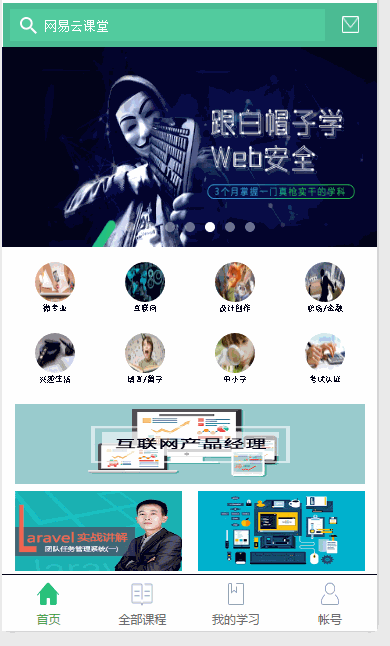 网易云课堂
跟白帽子学
Web安全
3个月掌握一门真枪实干的学科
微专业
互联网
设计创作
职场/金融
兴趣生活
语言/留学
中小学
考试认证
互联网产品经理
Laravel 实战讲解
团队任务管理系统(一)
首页
全部课程
我的学习
帐号